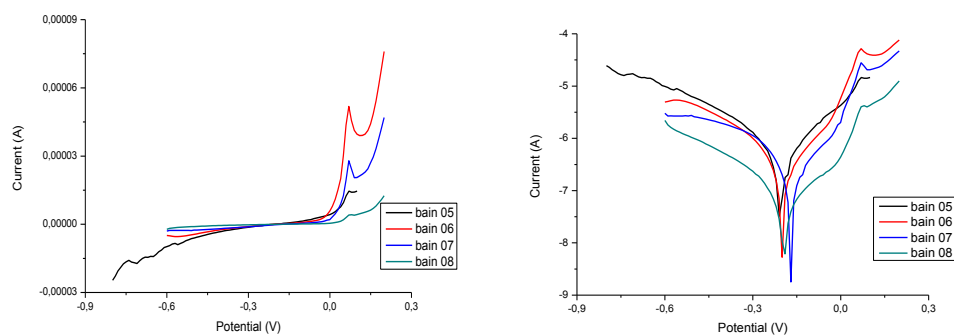 0,00009
0,00006
0,00003
0,00000
-0,00003
Current (A)
-0,9
-0,6
-0,3
0,0
0,3
Potential (V)
bain 05
bain 06
bain 07
bain 08
-4
-5
-6
-7
-8
-9
Current (A)
-0,9
-0,6
-0,3
0,0
0,3
Potential (V)
bain 05
bain 06
bain 07
bain 08